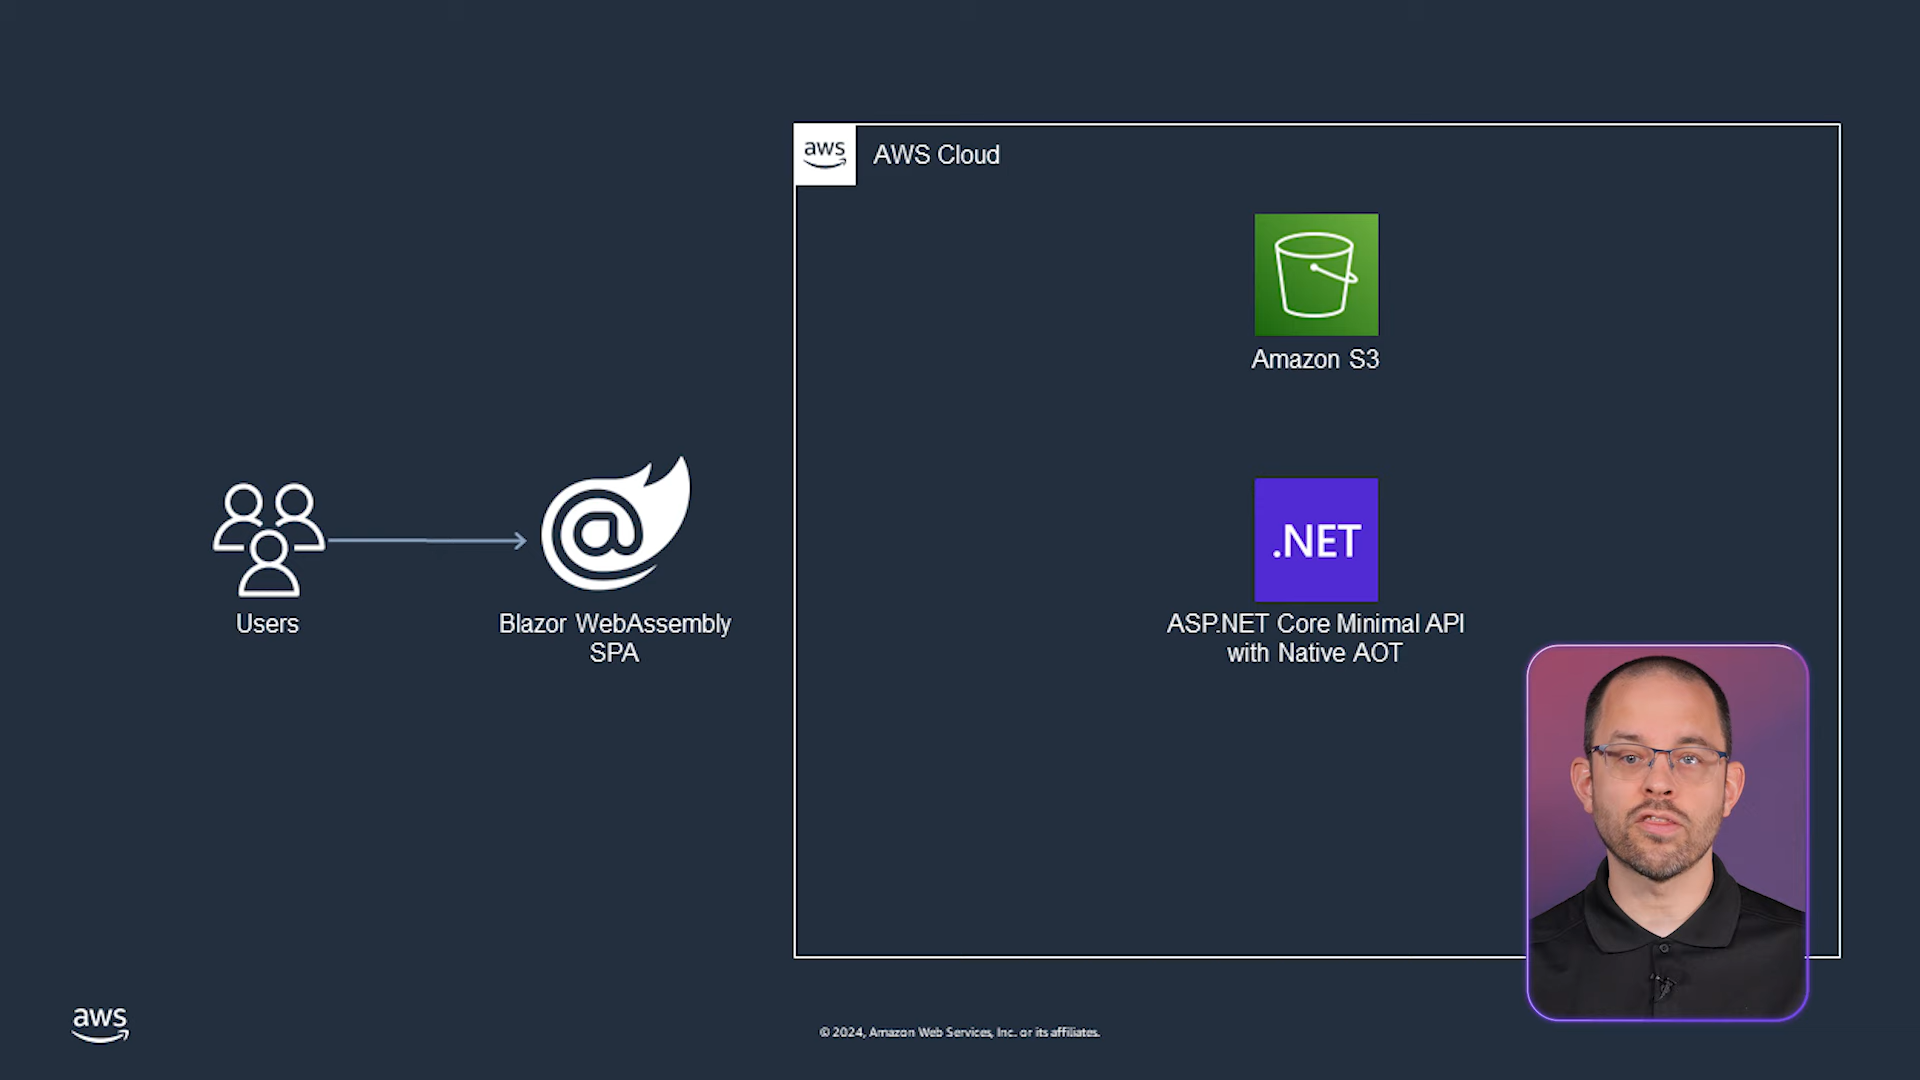 aws
AWS Cloud
Amazon S3
.NET
Users
Blazor WebAssembly
SPA
ASP.NET Core Minimal API
with Native AOT
aws
© 2024, Amazon Web Services, Inc. or its affiliates.